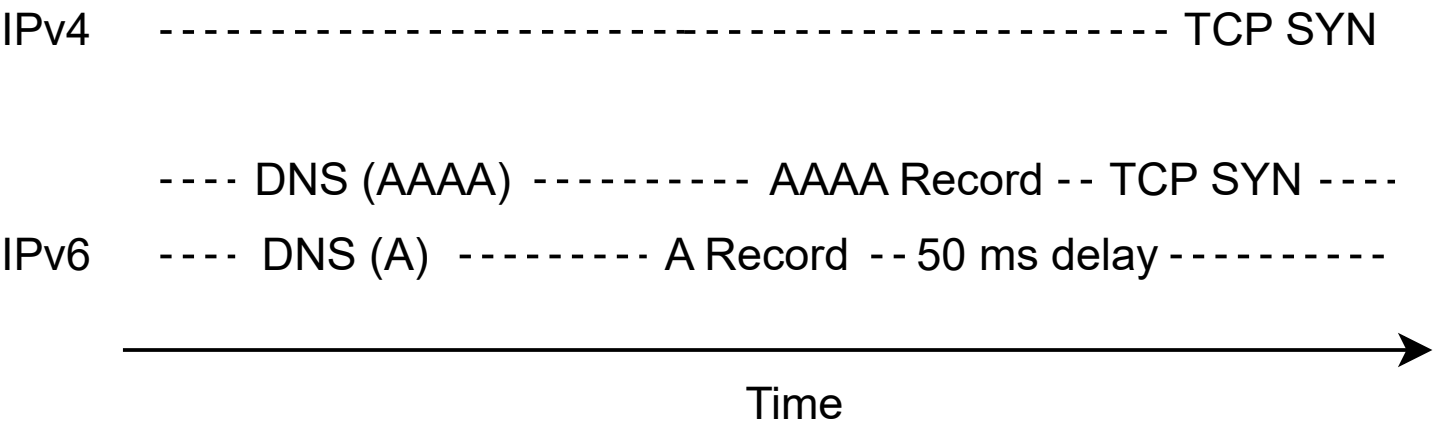 IPv4 ------------------------------------------------ TCP SYN
---- DNS (AAAA) ---------- AAAA Record -- TCP SYN ----
IPv6 ---- DNS (A) --------- A Record -- 50 ms delay ----------
Time